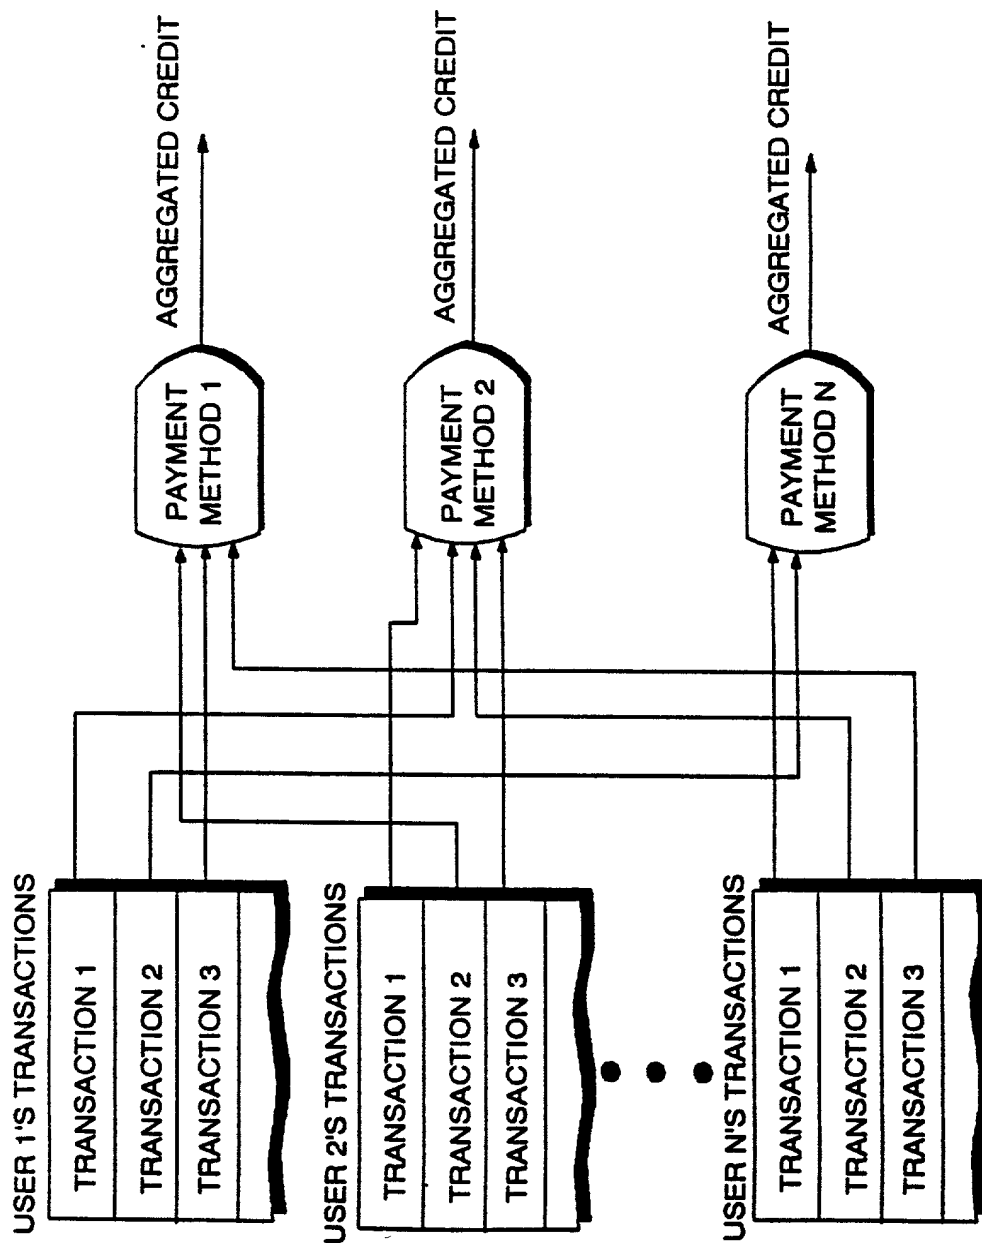 USER 1'S TRANSACTIONS
TRANSACTION 1
TRANSACTION 2
TRANSACTION 3
USER 2'S TRANSACTIONS
TRANSACTION 1
TRANSACTION 2
TRANSACTION 3
USER N'S TRANSACTIONS
TRANSACTION 1
TRANSACTION 2
TRANSACTION 3
PAYMENT
METHOD 1
PAYMENT
METHOD 2
PAYMENT
METHOD N
AGGREGATED CREDIT
AGGREGATED CREDIT
AGGREGATED CREDIT